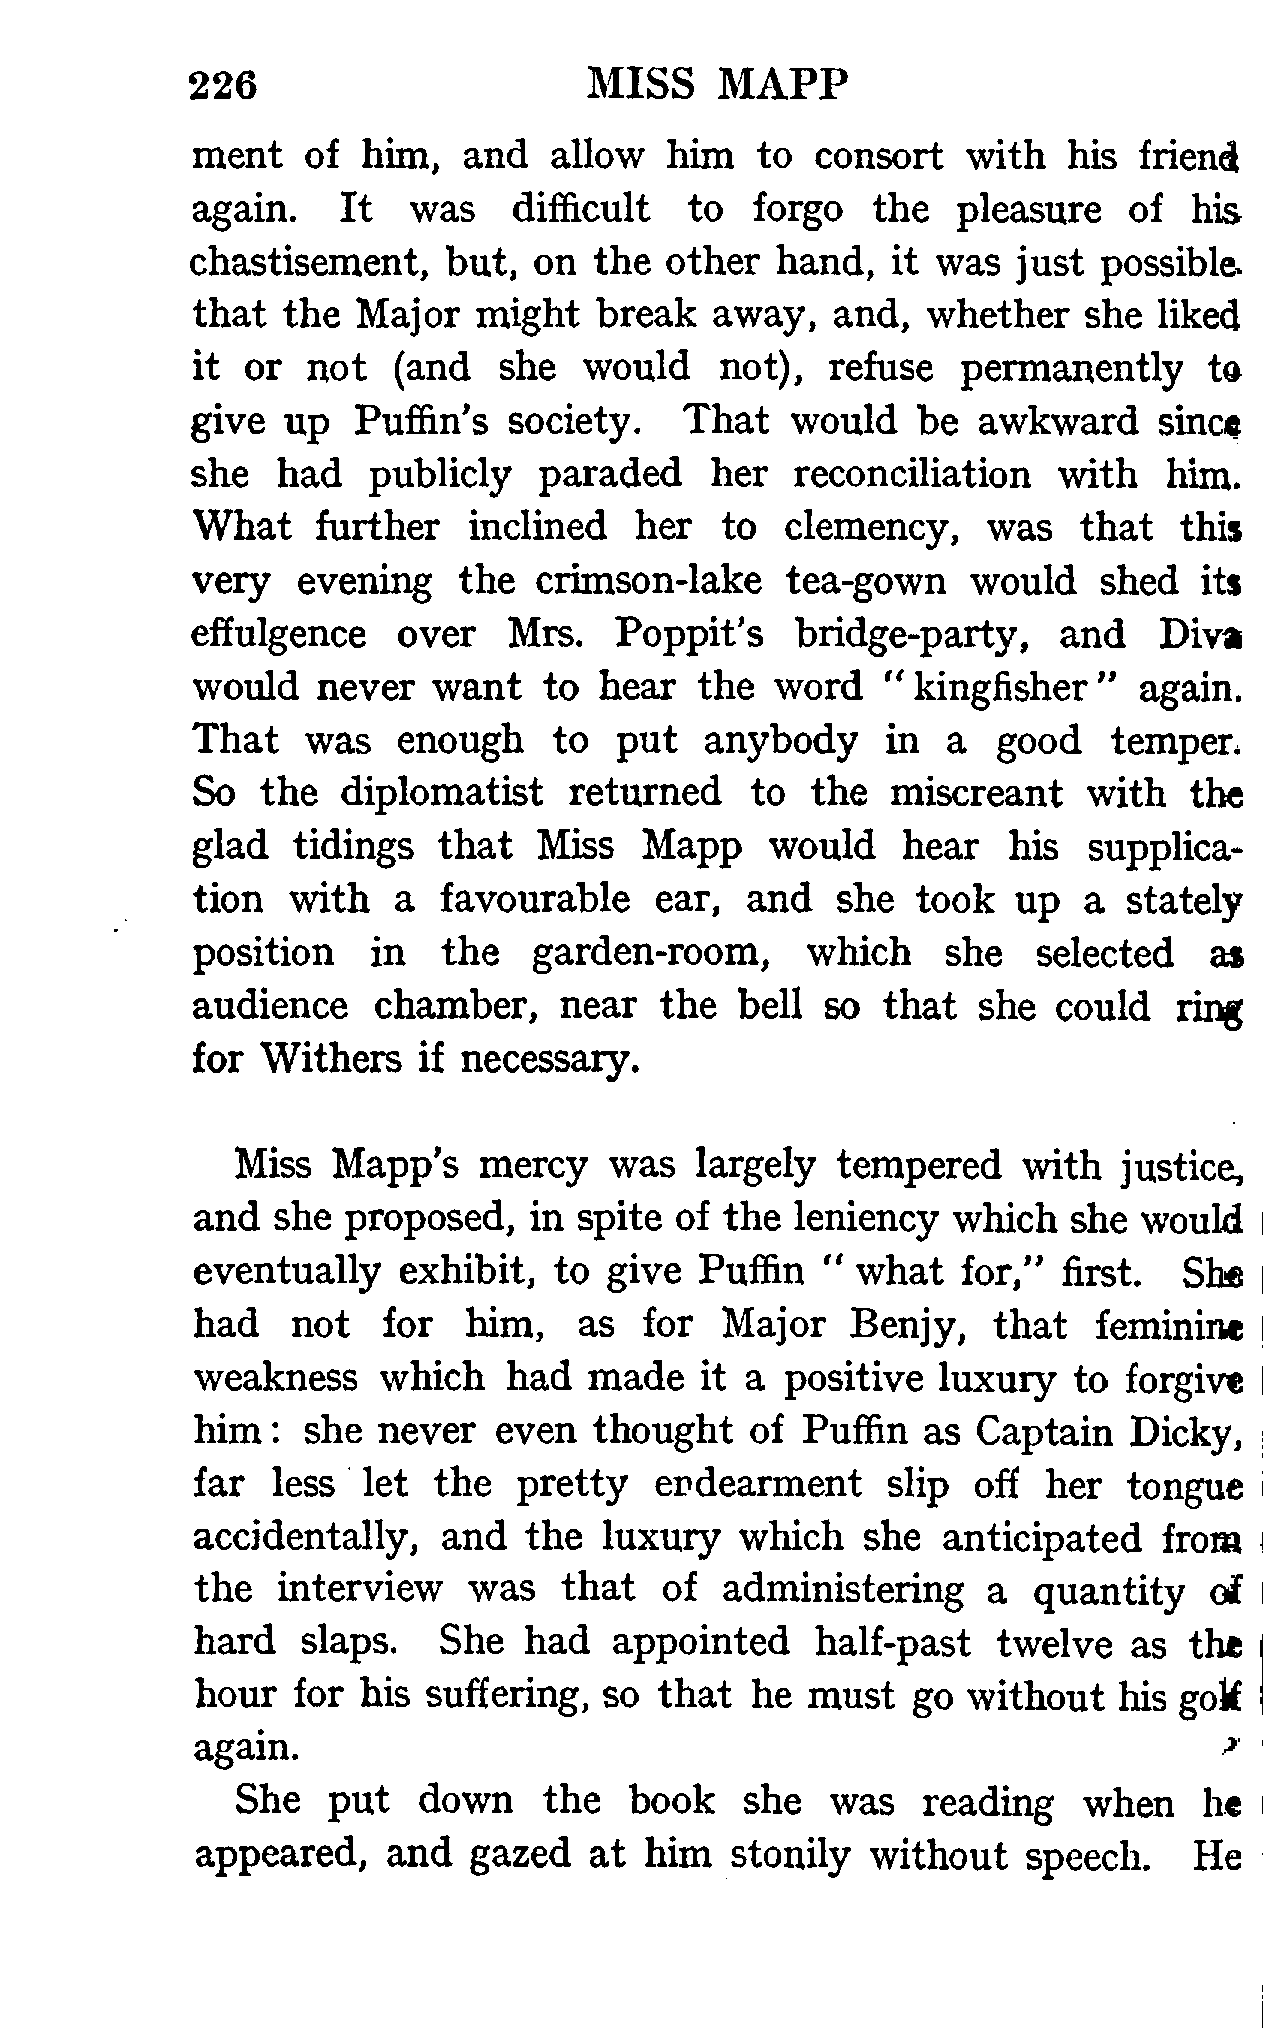 226 MISS MAPP
ment of him, and allow him to consort with his friend
again. It was difficult to forgo the pleasure of his
chastisement, but, on the other hand, it was just possible
that the Major might break away, and, whether she liked
it or not (and she would not), refuse permanently to
give up Puffin's society. That would be awkward since
she had publicly paraded her reconciliation with him.
What further inclined her to clemency, was that this
very evening the crimson-lake tea-gown would shed its
effulgence over Mrs. Poppit's bridge-party, and Diva
would never want to hear the word " kingfisher " again.
That was enough to put anybody in a good temper.
So the diplomatist returned to the miscreant with the
glad tidings that Miss Mapp would hear his supplica-
tion with a favourable ear, and she took up a stately
position in the garden-room, which she selected as
audience chamber, near the bell so that she could ring
for Withers if necessary.
Miss Mapp's mercy was largely tempered with justice,
and she proposed, in spite of the leniency which she would
eventually exhibit, to give Puffin " what for," first. She
had not for him, as for Major Benjy, that feminine
weakness which had made it a positive luxury to forgive
him : she never even thought of Puffin as Captain Dicky,
far less let the pretty endearment slip off her tongue
accidentally, and the luxury which she anticipated from
the interview was that of administering a quantity of
hard slaps. She had appointed half-past twelve as the
hour for his suffering, so that he must go without his golf
again.
She put down the book she was reading when he
appeared, and gazed at him stonily without speech. He